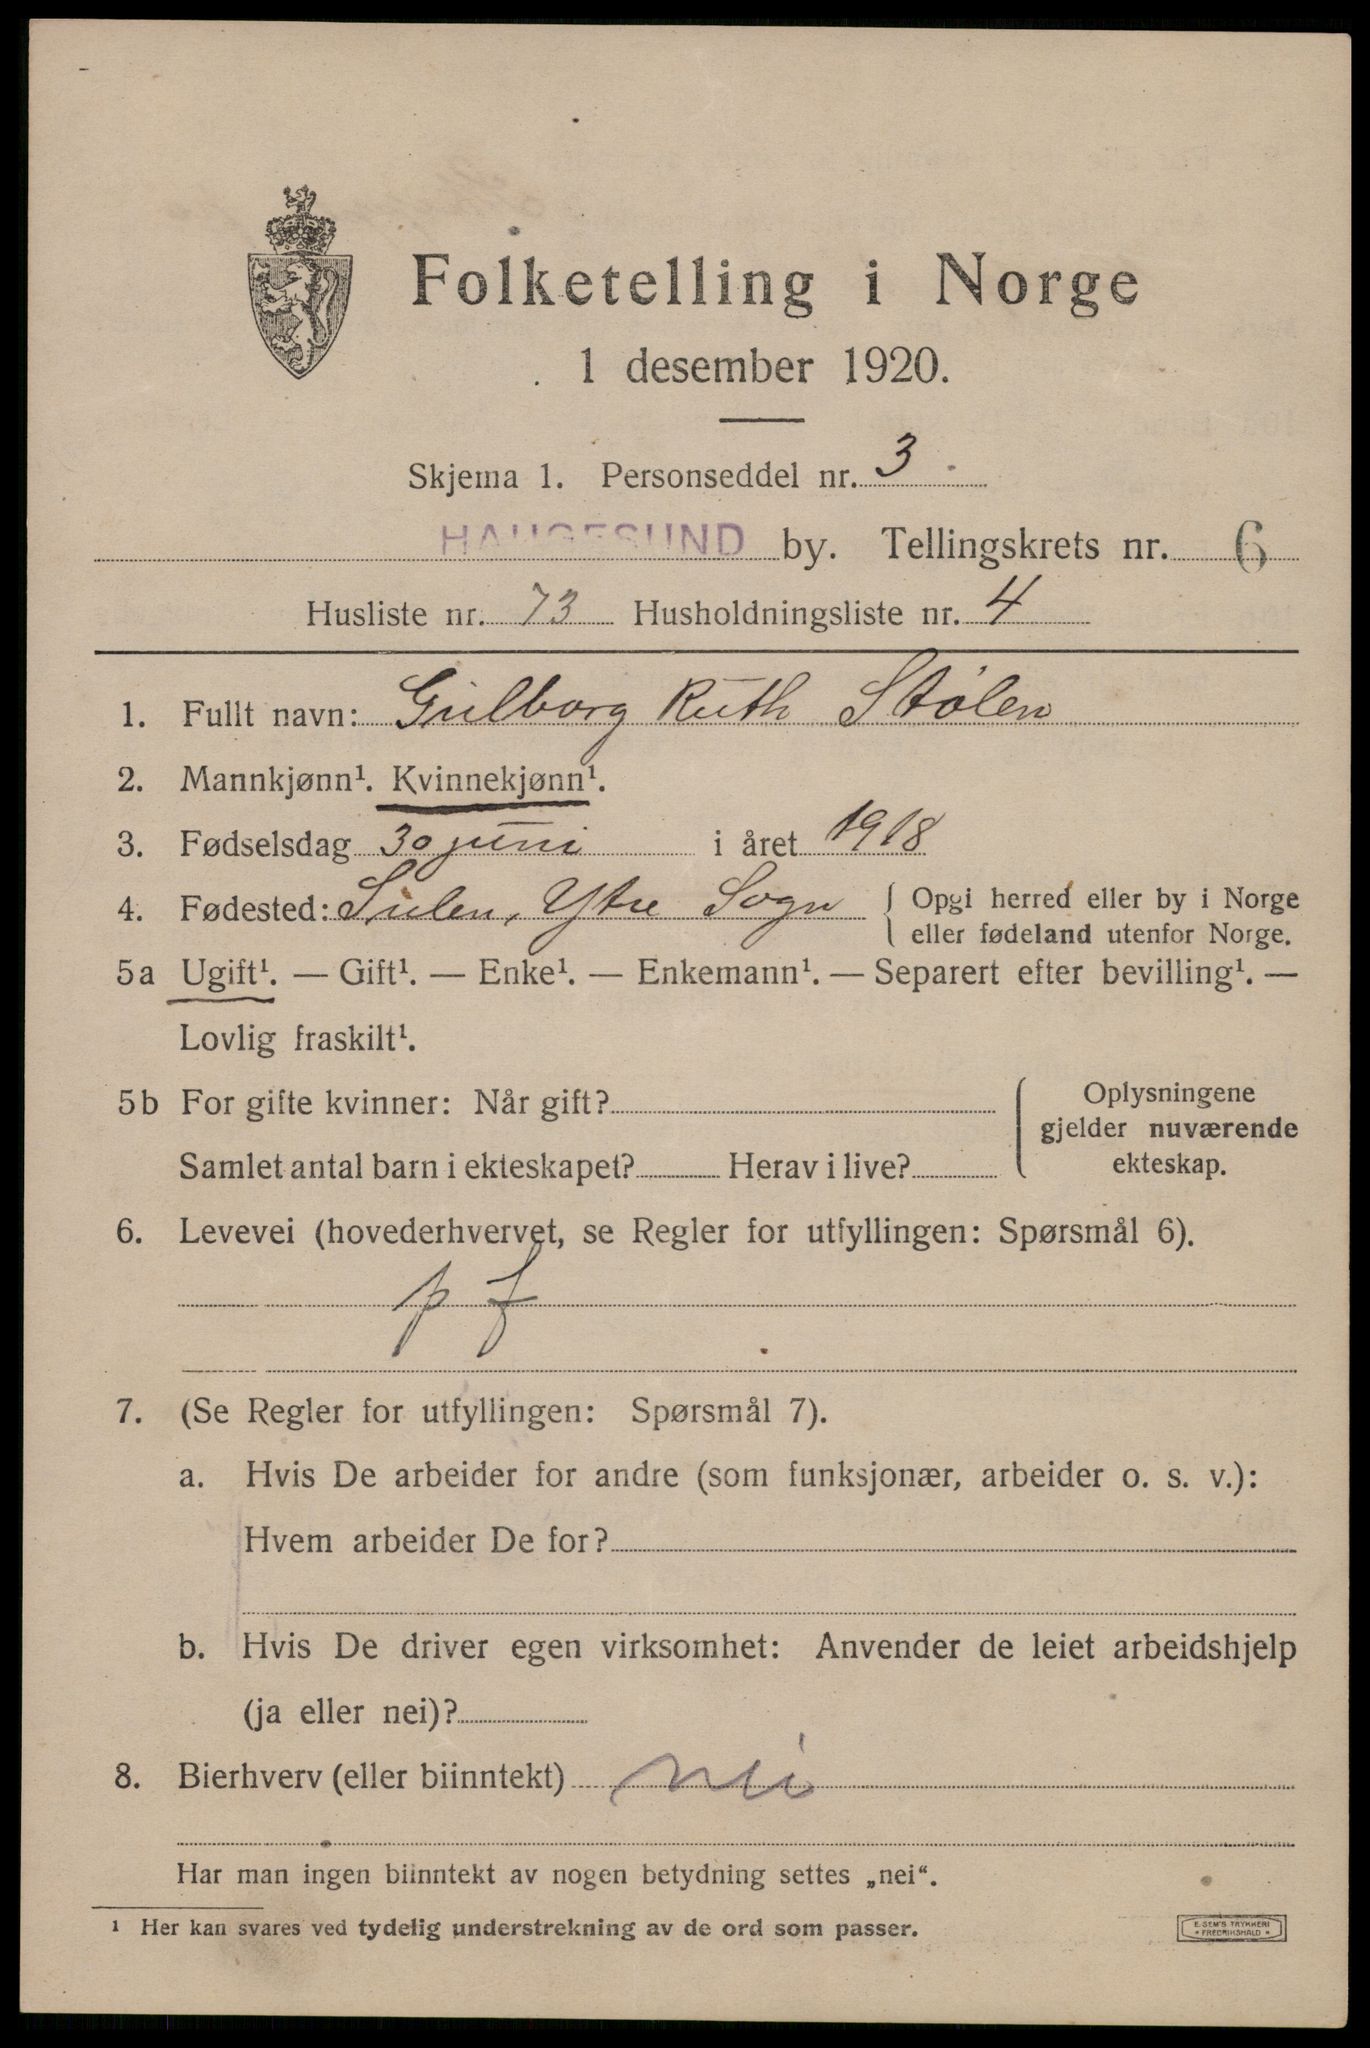 Folketelling i Norge
1 desember 1920.
Skjema 1. Personseddel nr. 3
HAUGESUND by. Tellingskrets nr. 6
Husliste nr. 73 Husholdningsliste nr. 4
1. Fullt navn: Gulborg Ruth Stølen
2. Mannkjønn¹. Kvinnekjønn¹.
3. Fødselsdag 30 juni i året 1918
4. Fødested: Sulen, Ytre Sogn { Opgi herred eller by i Norge
eller fødeland utenfor Norge.
5a Ugift¹. — Gift¹. — Enke¹. — Enkemann¹. — Separert efter bevilling¹. —
Lovlig fraskilt¹.
5b For gifte kvinner: Når gift?
Samlet antal barn i ekteskapet? Herav i live?
Oplysningene
gjelder nuværende
ekteskap.
6. Levevei (hovederhvervet, se Regler for utfyllingen: Spørsmål 6).
p f
7. (Se Regler for utfyllingen: Spørsmål 7).
a. Hvis De arbeider for andre (som funksjonær, arbeider o. s. v.):
Hvem arbeider De for?
b. Hvis De driver egen virksomhet: Anvender de leiet arbeidshjelp
(ja eller nei)?
8. Bierhverv (eller biinntekt) nei
Har man ingen biinntekt av nogen betydning settes „nei“.
¹ Her kan svares ved tydelig understrekning av de ord som passer.
E. SEM'S TRYKKERI
* FREDRIKSHALD *